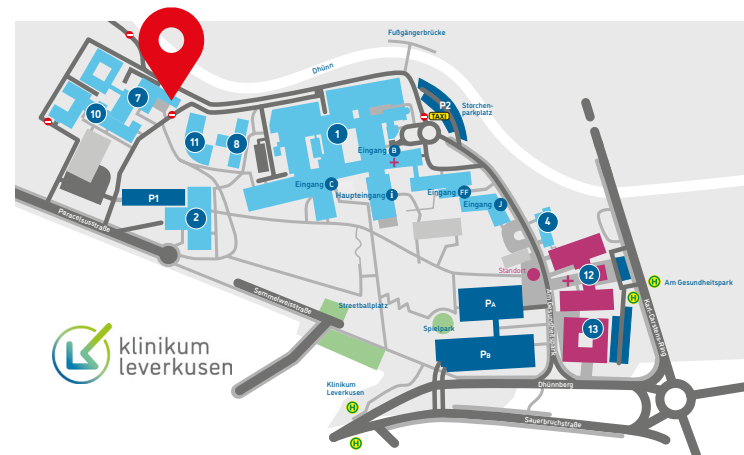 Fußgängerbrücke
Dhünn
P2
TAXI
Storchen-
parkplatz
7
10
11
8
1
Eingang B
Eingang C
Haupteingang I
Eingang FF
Eingang J
P1
2
4
Paracelsusstraße
Standort
12
Am Gesundheitspark
H
H
Semmelweisstraße
Streetballplatz
PA
Spielpark
PB
Am Gesundheitspark
13
Karl-Carstens-Ring
klinikum
leverkusen
Klinikum
Leverkusen
H
H
Dhünnberg
Sauerbruchstraße